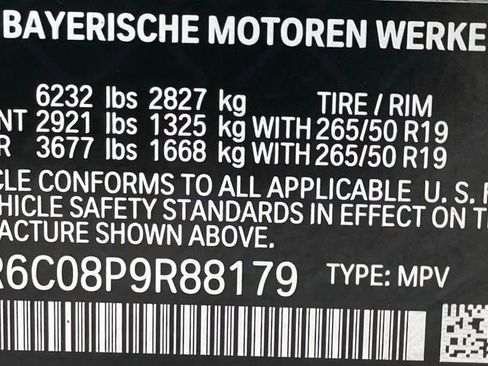 BAYERISCHE MOTOREN WERKE
6232 lbs 2827 kg TIRE / RIM
NT 2921 lbs 1325 kg WITH 265/50 R19
R 3677 lbs 1668 kg WITH 265/50 R19
CLE CONFORMS TO ALL APPLICABLE U. S. F
EHICLE SAFETY STANDARDS IN EFFECT ON
FACTURE SHOWN ABOVE.
R6C08P9R88179 TYPE: MPV